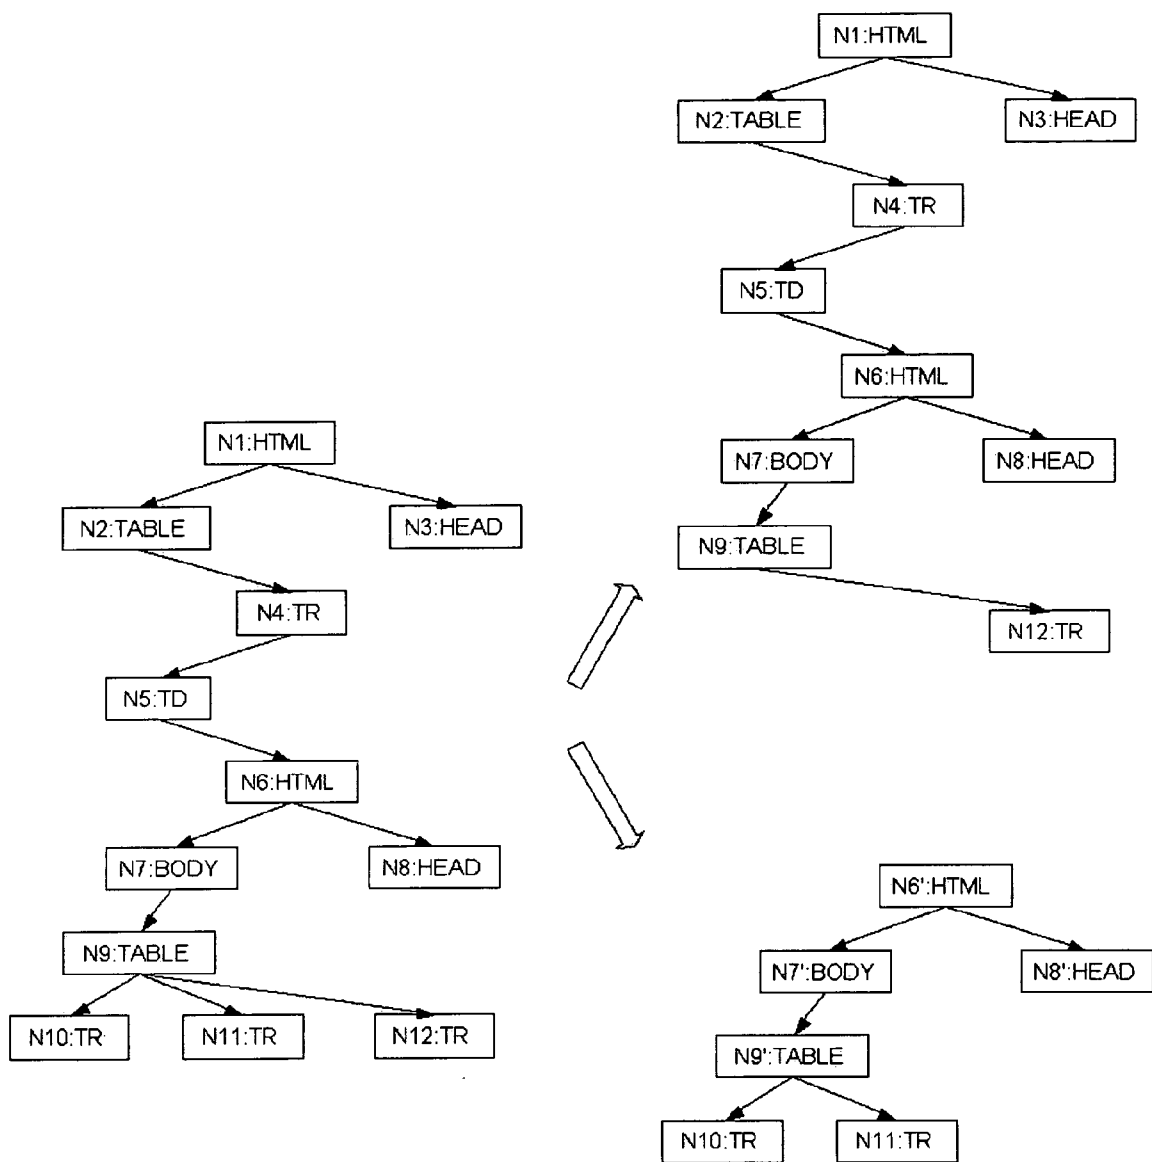 N1:HTML
N2:TABLE
N3:HEAD
N4:TR
N5:TD
N6:HTML
N7:BODY
N8:HEAD
N9:TABLE
N10:TR
N11:TR
N12:TR
N1:HTML
N2:TABLE
N3:HEAD
N4:TR
N5:TD
N6:HTML
N7:BODY
N8:HEAD
N9:TABLE
N12:TR
N6':HTML
N7':BODY
N8':HEAD
N9':TABLE
N10:TR
N11:TR